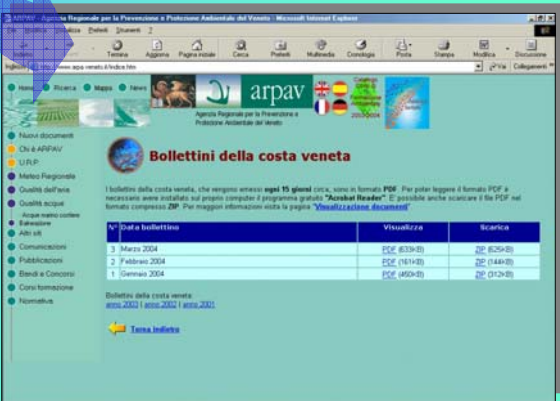 ARPAV - Agenzia Regionale per la Prevenzione e Protezione Ambientale del Veneto - Microsoft Internet Explorer
Modifica Visualizza Preferiti Strumenti ?
Termina Aggiorna Pagina iniziale Cerca Preferiti Multimedia Cronologia Posta Stampa Modifica Discussione
Vai Collegamenti
Home Ricerca Mappa News
arpav
Agenzia Regionale per la Prevenzione e
Protezione Ambientale del Veneto
Catalogo
Formazione
Ambientale
2003-2004
Nuovi documenti
Chi è ARPAV
U.R.P.
Meteo Regionale
Qualità dell'aria
Qualità acque
Acque marino costiere
Balneazione
Altri siti
Comunicazioni
Pubblicazioni
Bandi e Concorsi
Corsi formazione
Normativa
Bollettini della costa veneta
I bollettini della costa veneta, che vengono emessi ogni 15 giorni circa, sono in formato PDF. Per poter leggere il formato PDF è
necessario avere installato sul proprio computer il programma gratuito "Acrobat Reader". E' possibile anche scaricare il file PDF nel
formato compresso ZIP. Per maggiori informazioni visita la pagina "Visualizzazione documenti".
N° Data bollettino Visualizza Scarica
3 Marzo 2004 PDF (633kB) ZIP (625kB)
2 Febbraio 2004 PDF (161kB) ZIP (144kB)
1 Gennaio 2004 PDF (450kB) ZIP (312kB)
Bollettini della costa veneta:
anno 2003 | anno 2002 | anno 2001
Torna indietro